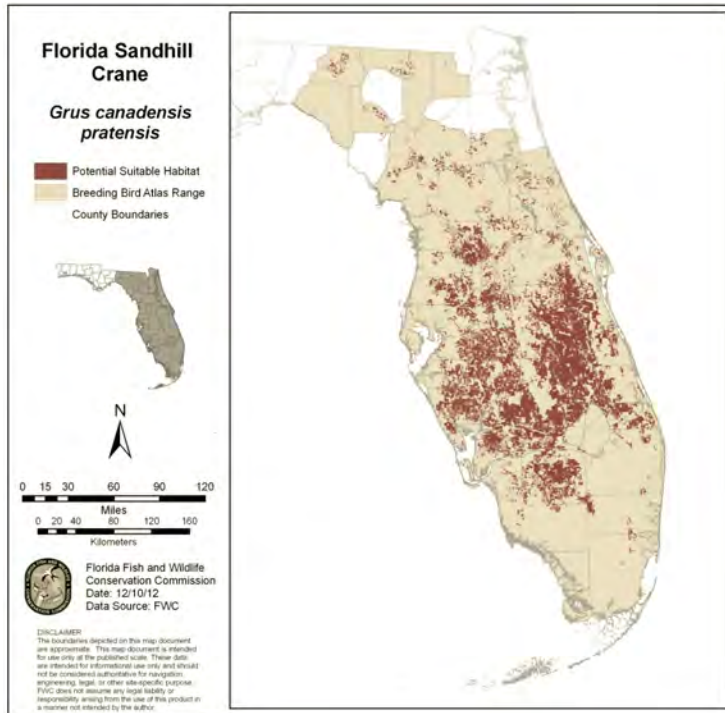 Florida Sandhill
Crane
Grus canadensis
pratensis
Potential Suitable Habitat
Breeding Bird Atlas Range
County Boundaries
N
0 15 30 60 90 120
Miles
0 20 40 80 120 160
Kilometers
Florida Fish and Wildlife
Conservation Commission
Date: 12/10/12
Data Source: FWC
DISCLAIMER
The boundaries depicted on this map document
are approximate. This map document is intended
for use only at the published scale. These data
are intended for informational use only and should
not be considered authoritative for navigation,
engineering, legal, or other site-specific purpose.
FWC does not assume any legal liability or
responsibility arising from the use of this product in
a manner not intended by the author.